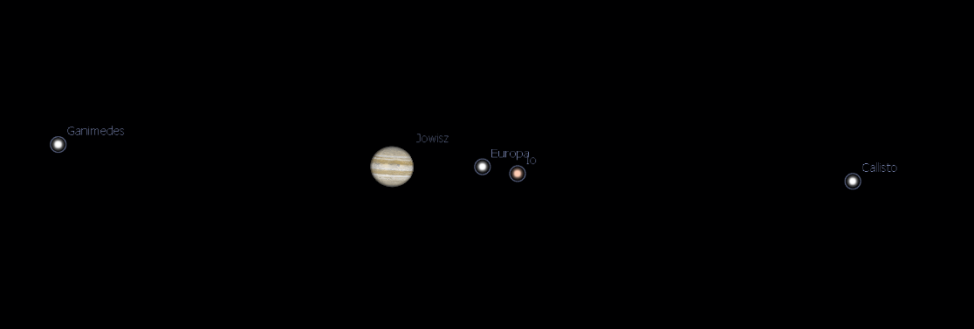 Ganimedes
Jowisz
Europa
Io
Callisto